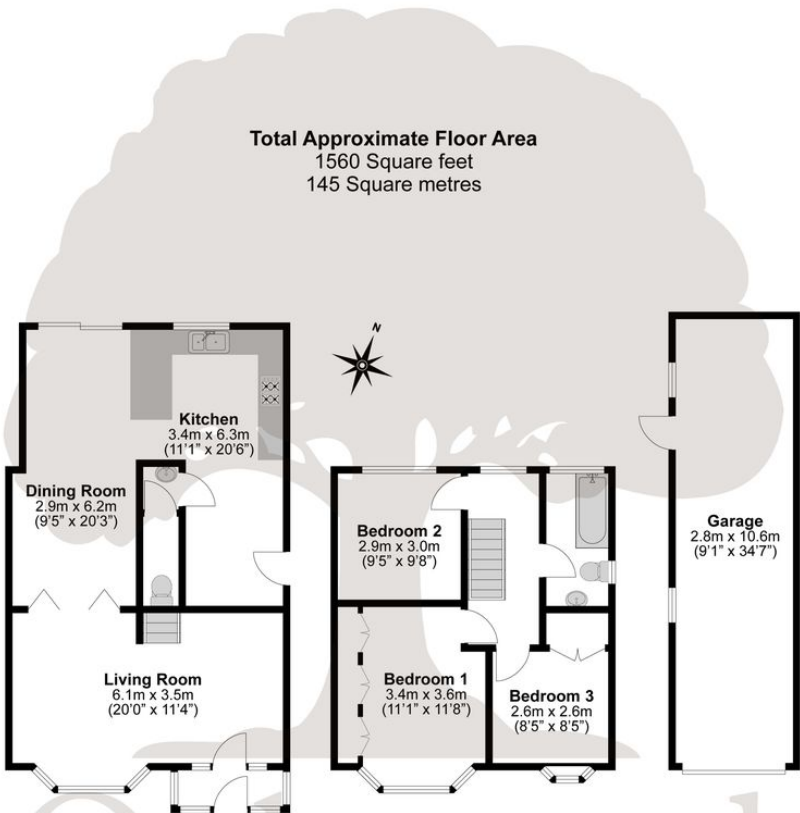 Total Approximate Floor Area
1560 Square feet
145 Square metres
N
Kitchen
3.4m x 6.3m
(11'1" x 20'6")
Dining Room
2.9m x 6.2m
(9'5" x 20'3")
Living Room
6.1m x 3.5m
(20'0" x 11'4")
Bedroom 2
2.9m x 3.0m
(9'5" x 9'8")
Bedroom 1
3.4m x 3.6m
(11'1" x 11'8")
Bedroom 3
2.6m x 2.6m
(8'5" x 8'5")
Garage
2.8m x 10.6m
(9'1" x 34'7")